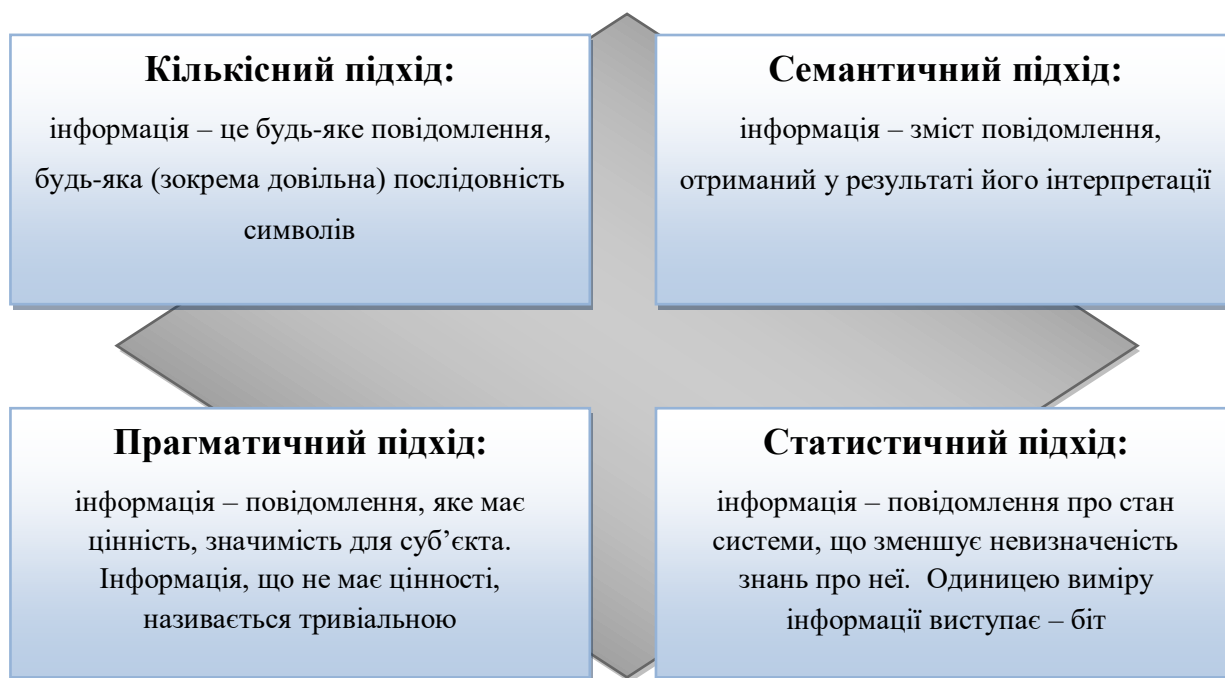 Кількісний підхід:
інформація – це будь-яке повідомлення,
будь-яка (зокрема довільна) послідовність
символів
Семантичний підхід:
інформація – зміст повідомлення,
отриманий у результаті його інтерпретації
Прагматичний підхід:
інформація – повідомлення, яке має
цінність, значимість для суб’єкта.
Інформація, що не має цінності,
називається тривіальною
Статистичний підхід:
інформація – повідомлення про стан
системи, що зменшує невизначеність
знань про неї. Одиницею виміру
інформації виступає – біт